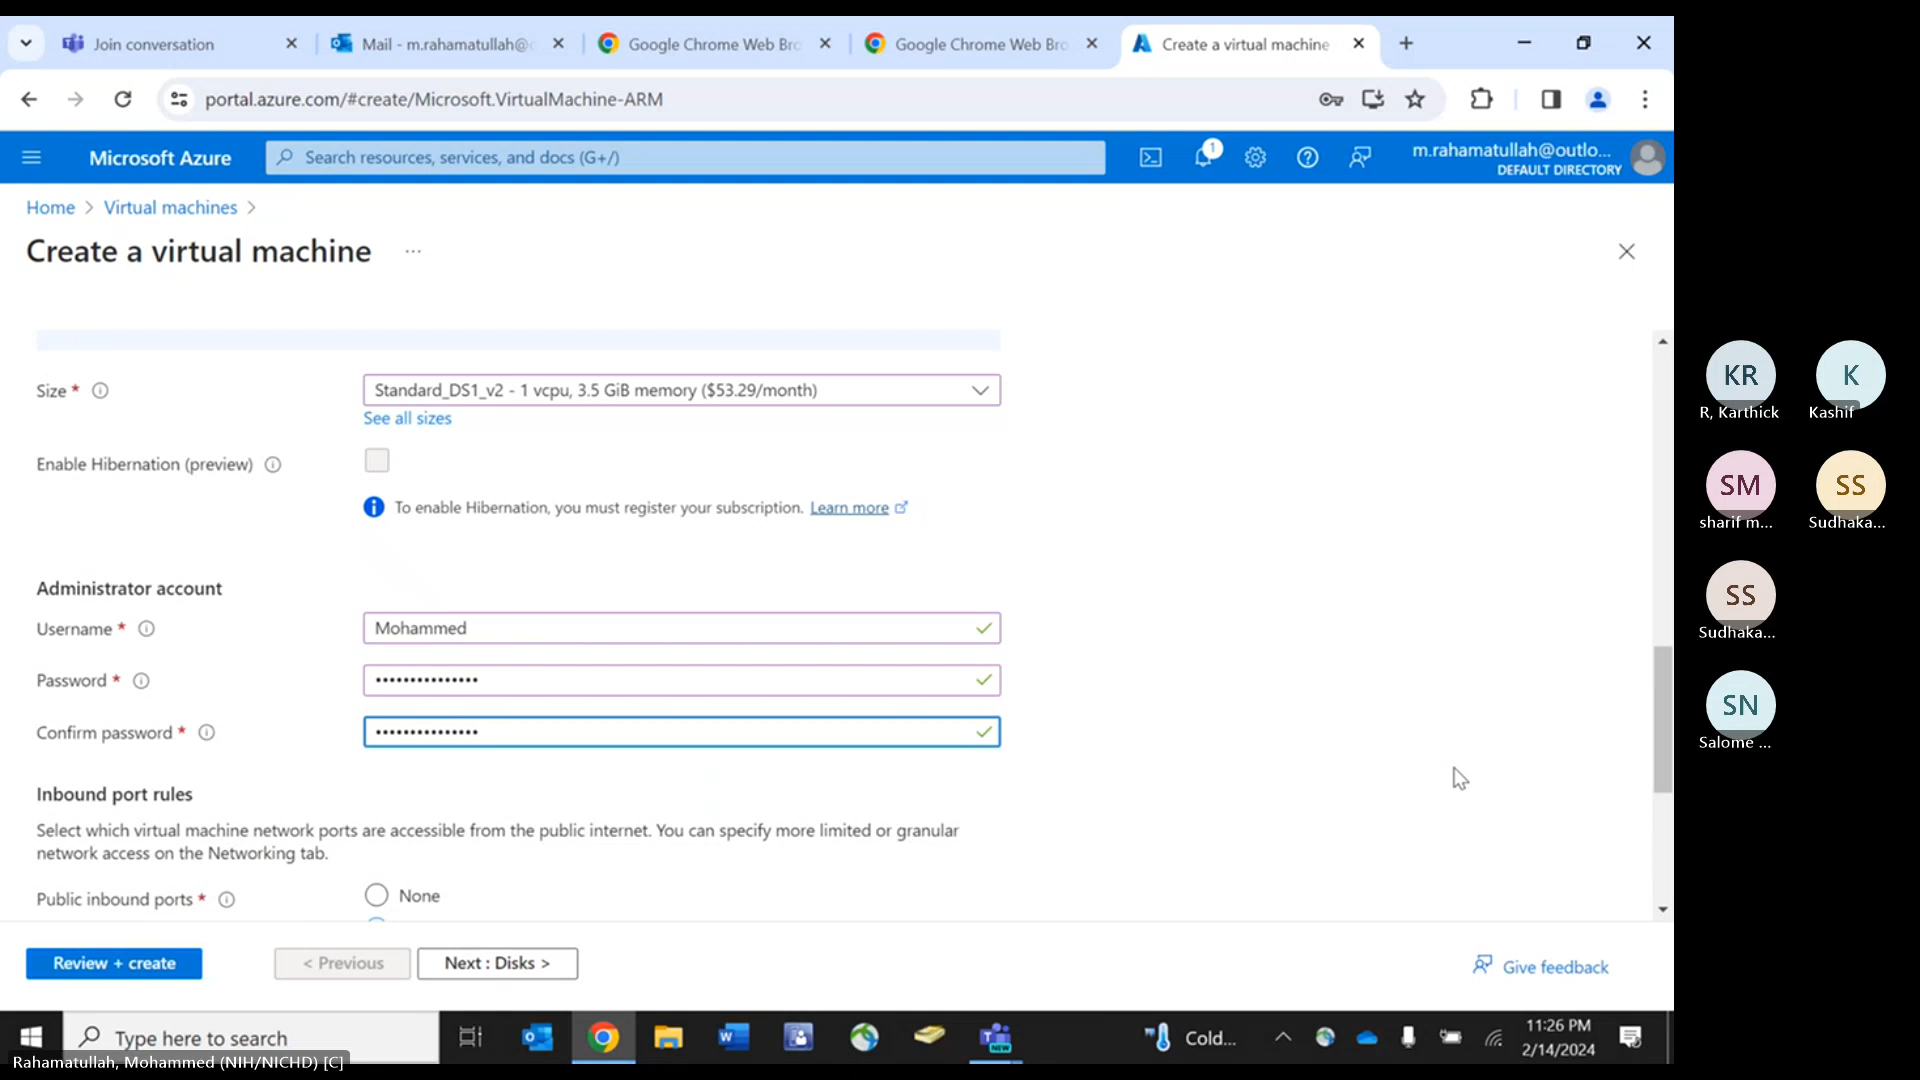 Join conversation
Mail - m.rahamatullah@o
Google Chrome Web Bro
Google Chrome Web Bro
Create a virtual machine
portal.azure.com/#create/Microsoft.VirtualMachine-ARM
Microsoft Azure
Search resources, services, and docs (G+/)
1
m.rahamatullah@outlo...
DEFAULT DIRECTORY
Home > Virtual machines >
Create a virtual machine ...
Size *
Standard_DS1_v2 - 1 vcpu, 3.5 GiB memory ($53.29/month)
See all sizes
Enable Hibernation (preview)
To enable Hibernation, you must register your subscription. Learn more
Administrator account
Username *
Mohammed
Password *
•••••••••••••••
Confirm password *
•••••••••••••••
Inbound port rules
Select which virtual machine network ports are accessible from the public internet. You can specify more limited or granular
network access on the Networking tab.
Public inbound ports *
None
Review + create
< Previous
Next : Disks >
Give feedback
KR
R, Karthick
K
Kashif
SM
sharif m...
SS
Sudhaka...
SS
Sudhaka...
SN
Salome ...
Type here to search
NEW
Cold...
11:26 PM
2/14/2024
Rahamatullah, Mohammed (NIH/NICHD) [C]